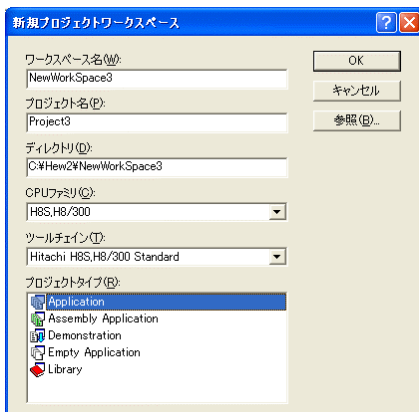 新規プロジェクトワークスペース
ワークスペース名(W):
NewWorkSpace3
プロジェクト名(P):
Project3
ディレクトリ(D):
C:¥Hew2¥NewWorkSpace3
CPUファミリ(C):
H8S,H8/300
ツールチェイン(T):
Hitachi H8S,H8/300 Standard
プロジェクトタイプ(R):
Application
Assembly Application
Demonstration
Empty Application
Library
OK
キャンセル
参照(B)...